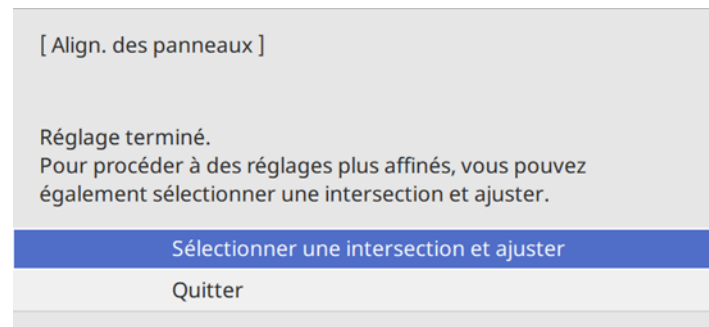 [ Align. des panneaux ]
Réglage terminé.
Pour procéder à des réglages plus affinés, vous pouvez
également sélectionner une intersection et ajuster.
Sélectionner une intersection et ajuster
Quitter